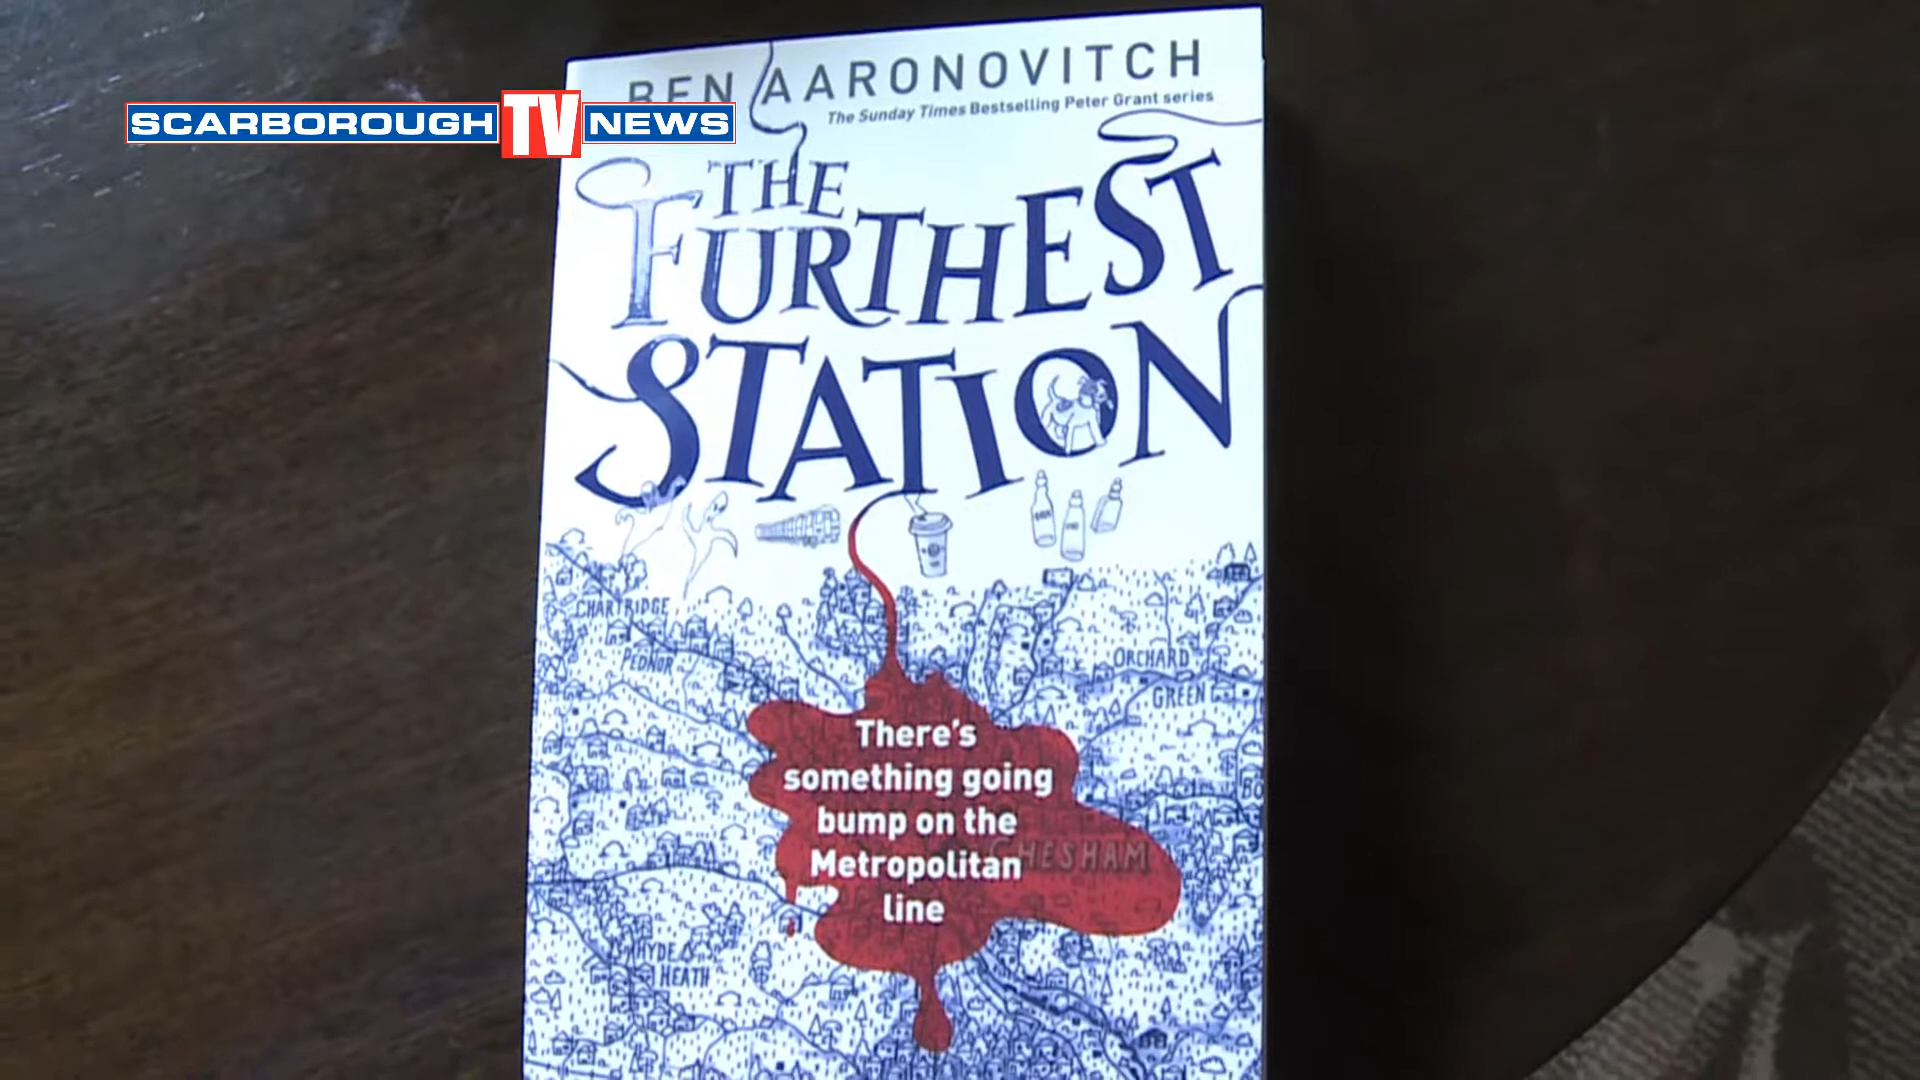 BEN AARONOVITCH
The Sunday Times Bestselling Peter Grant series
SCARBOROUGH TV NEWS
THE
FURTHEST
STATION
CHARTRIDGE
PEDNOR
ORCHARD
GREEN
There's
something going
bump on the
Metropolitan
line
CHESHAM
BO
HYDE
HEATH